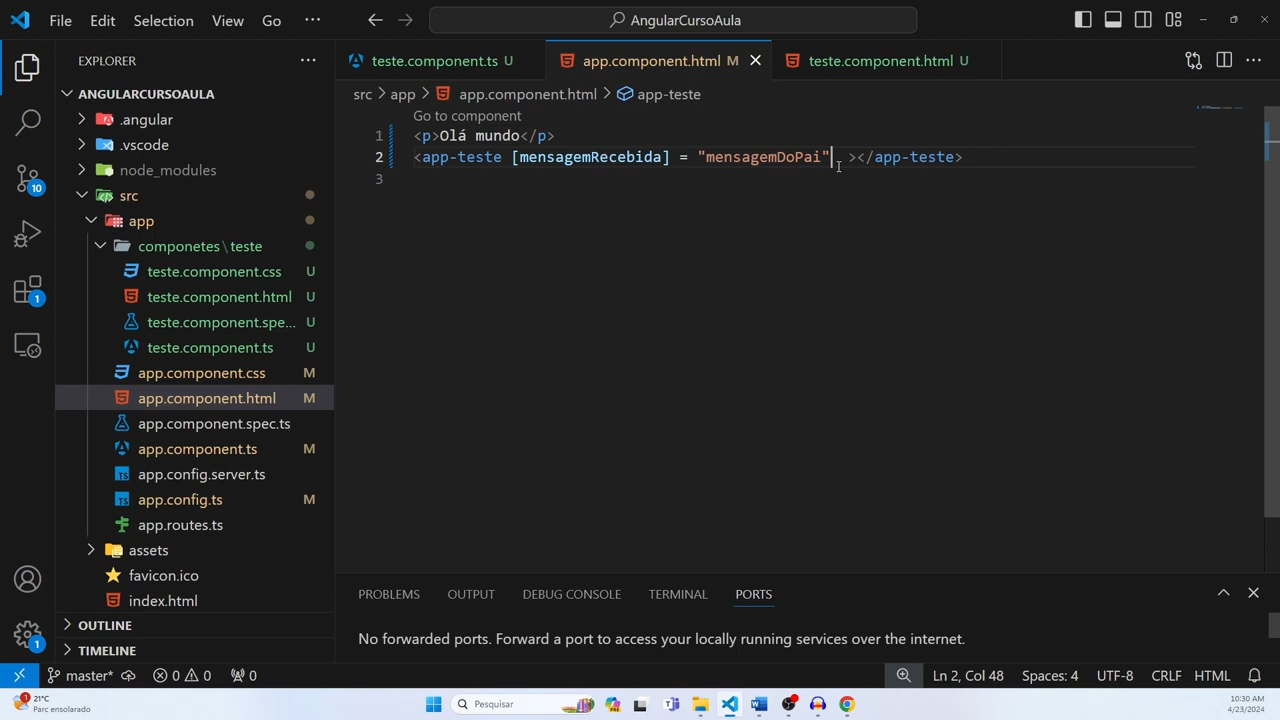 File Edit Selection View Go ··· AngularCursoAula
EXPLORER ···
ANGULARCURSOAULA
.angular
.vscode
node_modules
src
app
componetes\teste
teste.component.css U
teste.component.html U
teste.component.spe... U
teste.component.ts U
app.component.css M
app.component.html M
app.component.spec.ts
app.component.ts M
app.config.server.ts
app.config.ts M
app.routes.ts
assets
favicon.ico
index.html
OUTLINE
TIMELINE
10
1
1
teste.component.ts U app.component.html M teste.component.html U
src > app > app.component.html > app-teste
Go to component
1 <p>Olá mundo</p>
2 <app-teste [mensagemRecebida] = "mensagemDoPai" ></app-teste>
3
PROBLEMS OUTPUT DEBUG CONSOLE TERMINAL PORTS
No forwarded ports. Forward a port to access your locally running services over the internet.
master* 0 0 0 Ln 2, Col 48 Spaces: 4 UTF-8 CRLF HTML
21°C
Parc ensolarado
Pesquisar
10:30 AM
4/23/2024